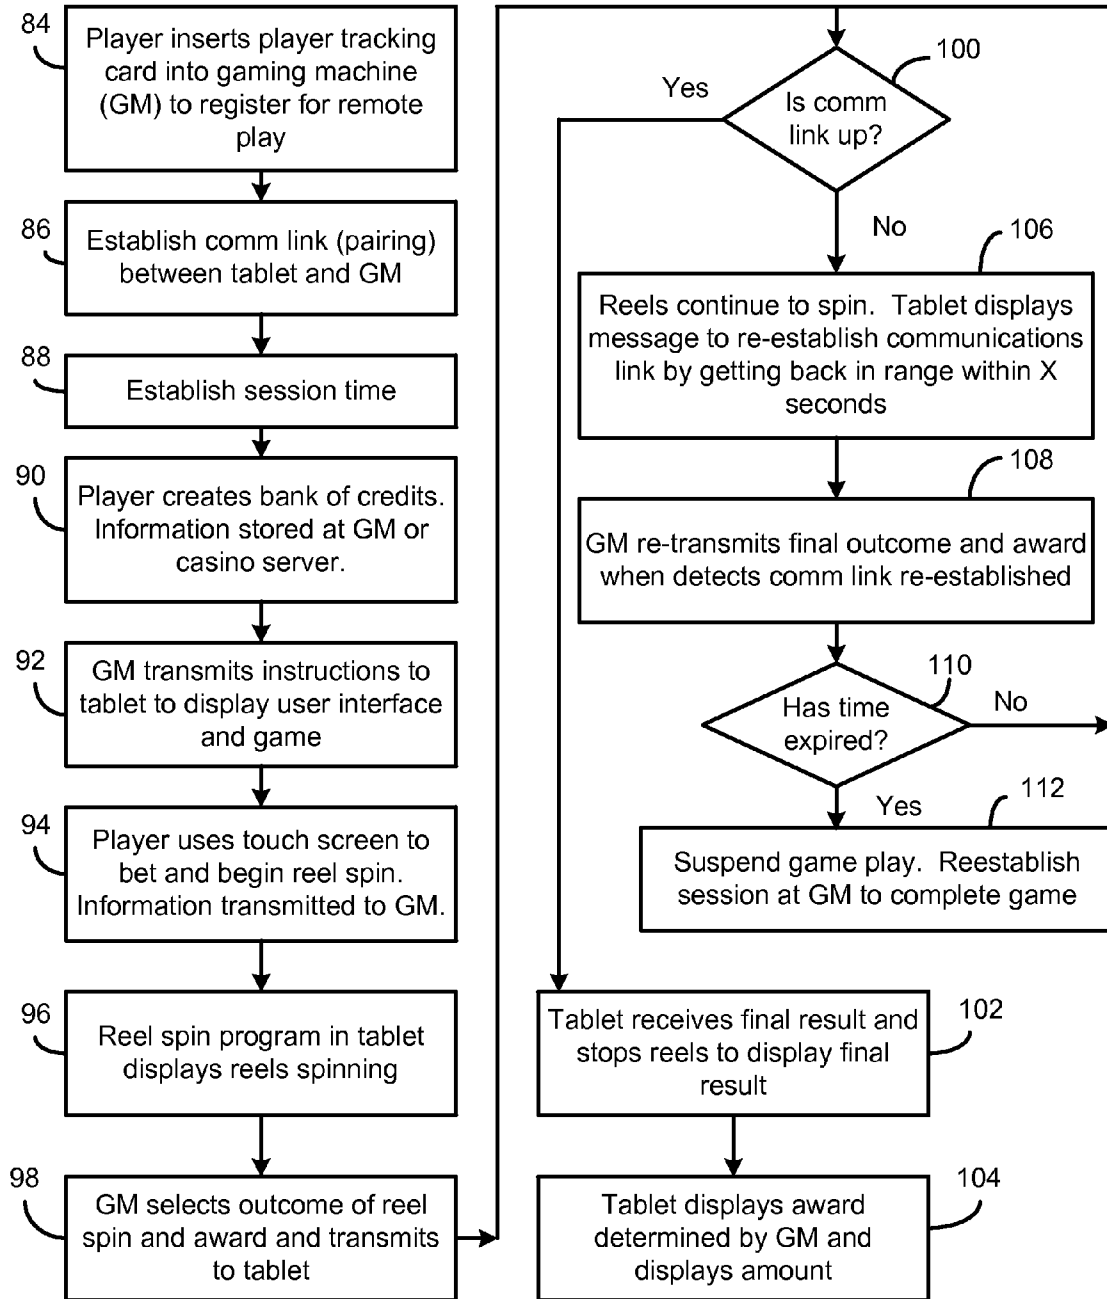 84
Player inserts player tracking
card into gaming machine
(GM) to register for remote
play
86
Establish comm link (pairing)
between tablet and GM
88
Establish session time
90
Player creates bank of credits.
Information stored at GM or
casino server.
92
GM transmits instructions to
tablet to display user interface
and game
94
Player uses touch screen to
bet and begin reel spin.
Information transmitted to GM.
96
Reel spin program in tablet
displays reels spinning
98
GM selects outcome of reel
spin and award and transmits
to tablet
100
Is comm
link up?
Yes
No
106
Reels continue to spin. Tablet displays
message to re-establish communications
link by getting back in range within X
seconds
108
GM re-transmits final outcome and award
when detects comm link re-established
110
Has time
expired?
No
Yes
112
Suspend game play. Reestablish
session at GM to complete game
102
Tablet receives final result and
stops reels to display final
result
104
Tablet displays award
determined by GM and
displays amount